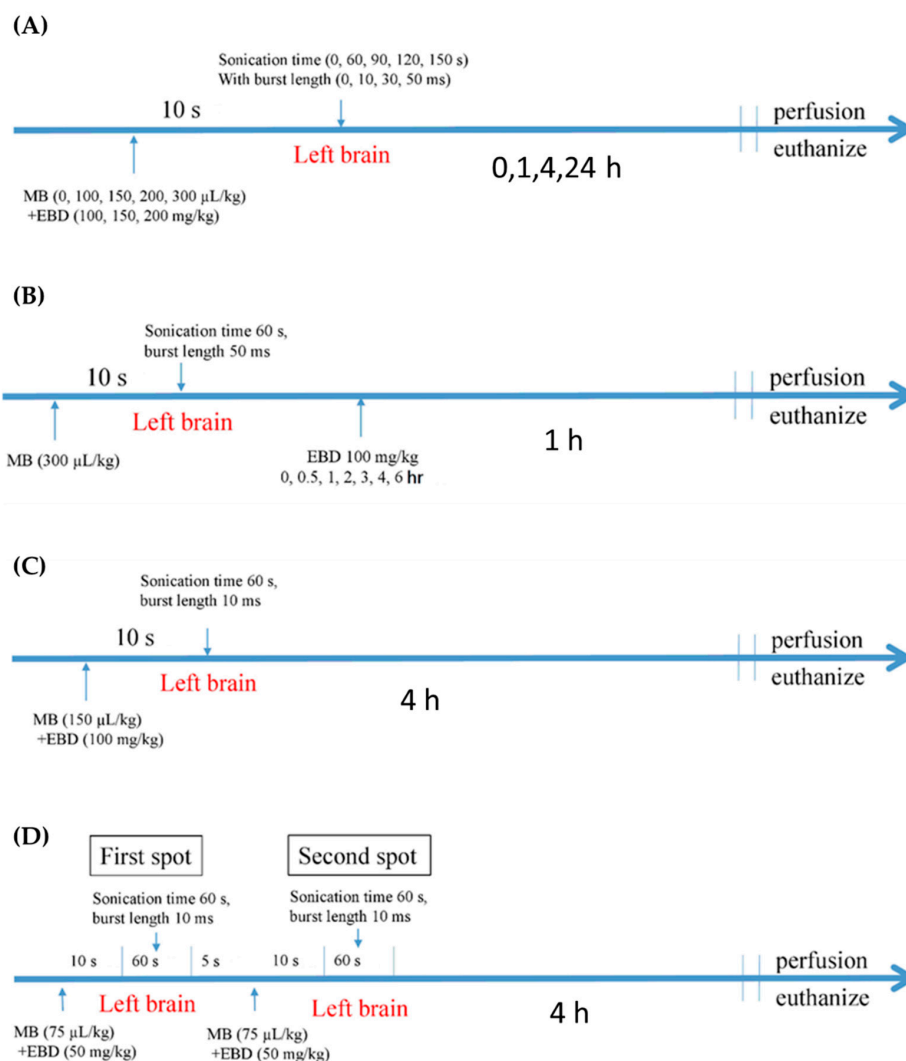 (A)
Sonication time (0, 60, 90, 120, 150 s)
With burst length (0, 10, 30, 50 ms)
10 s
perfusion
Left brain
0,1,4,24 h
euthanize
MB (0, 100, 150, 200, 300 µL/kg)
+EBD (100, 150, 200 mg/kg)
(B)
Sonication time 60 s,
burst length 50 ms
10 s
perfusion
Left brain
1 h
euthanize
MB (300 µL/kg)
EBD 100 mg/kg
0, 0.5, 1, 2, 3, 4, 6 hr
(C)
Sonication time 60 s,
burst length 10 ms
10 s
perfusion
Left brain
4 h
euthanize
MB (150 µL/kg)
+EBD (100 mg/kg)
(D)
First spot
Second spot
Sonication time 60 s,
burst length 10 ms
Sonication time 60 s,
burst length 10 ms
10 s
60 s
5 s
10 s
60 s
perfusion
Left brain
Left brain
4 h
euthanize
MB (75 µL/kg)
+EBD (50 mg/kg)
MB (75 µL/kg)
+EBD (50 mg/kg)